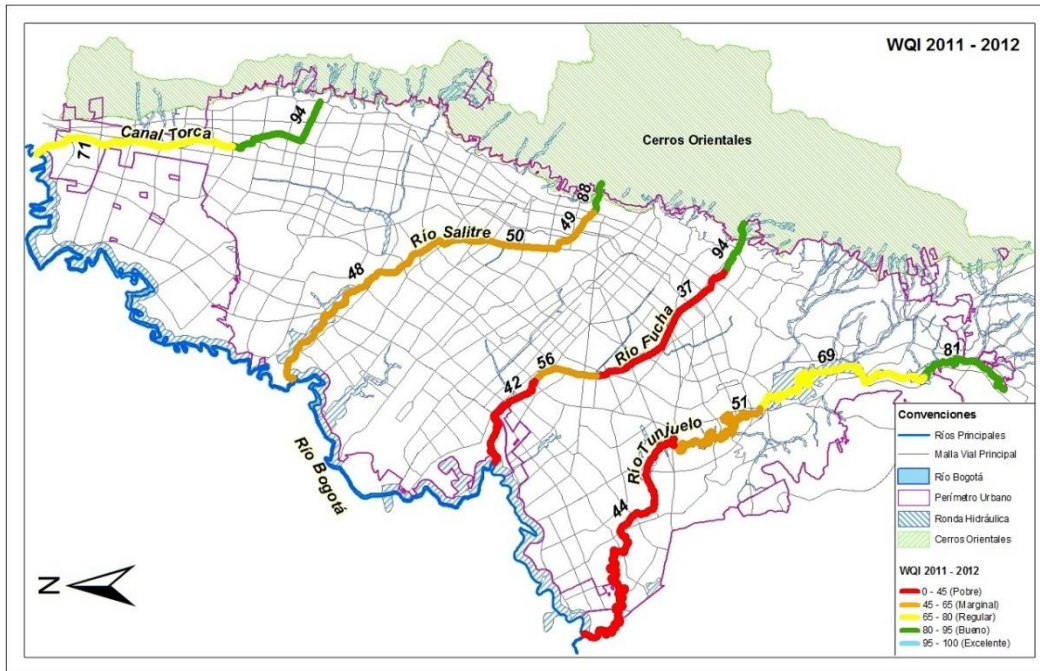 WQI 2011 - 2012
Cerros Orientales
Canal Torca
71
94
88
49
50
Río Salitre
48
94
37
Río Fucha
56
42
81
69
51
Río Tunjuelo
44
Río Bogotá
N
Convenciones
Ríos Principales
Malla Vial Principal
Río Bogotá
Perímetro Urbano
Ronda Hidráulica
Cerros Orientales
WQI 2011 - 2012
0 - 45 (Pobre)
45 - 65 (Marginal)
65 - 80 (Regular)
80 - 95 (Bueno)
95 - 100 (Excelente)